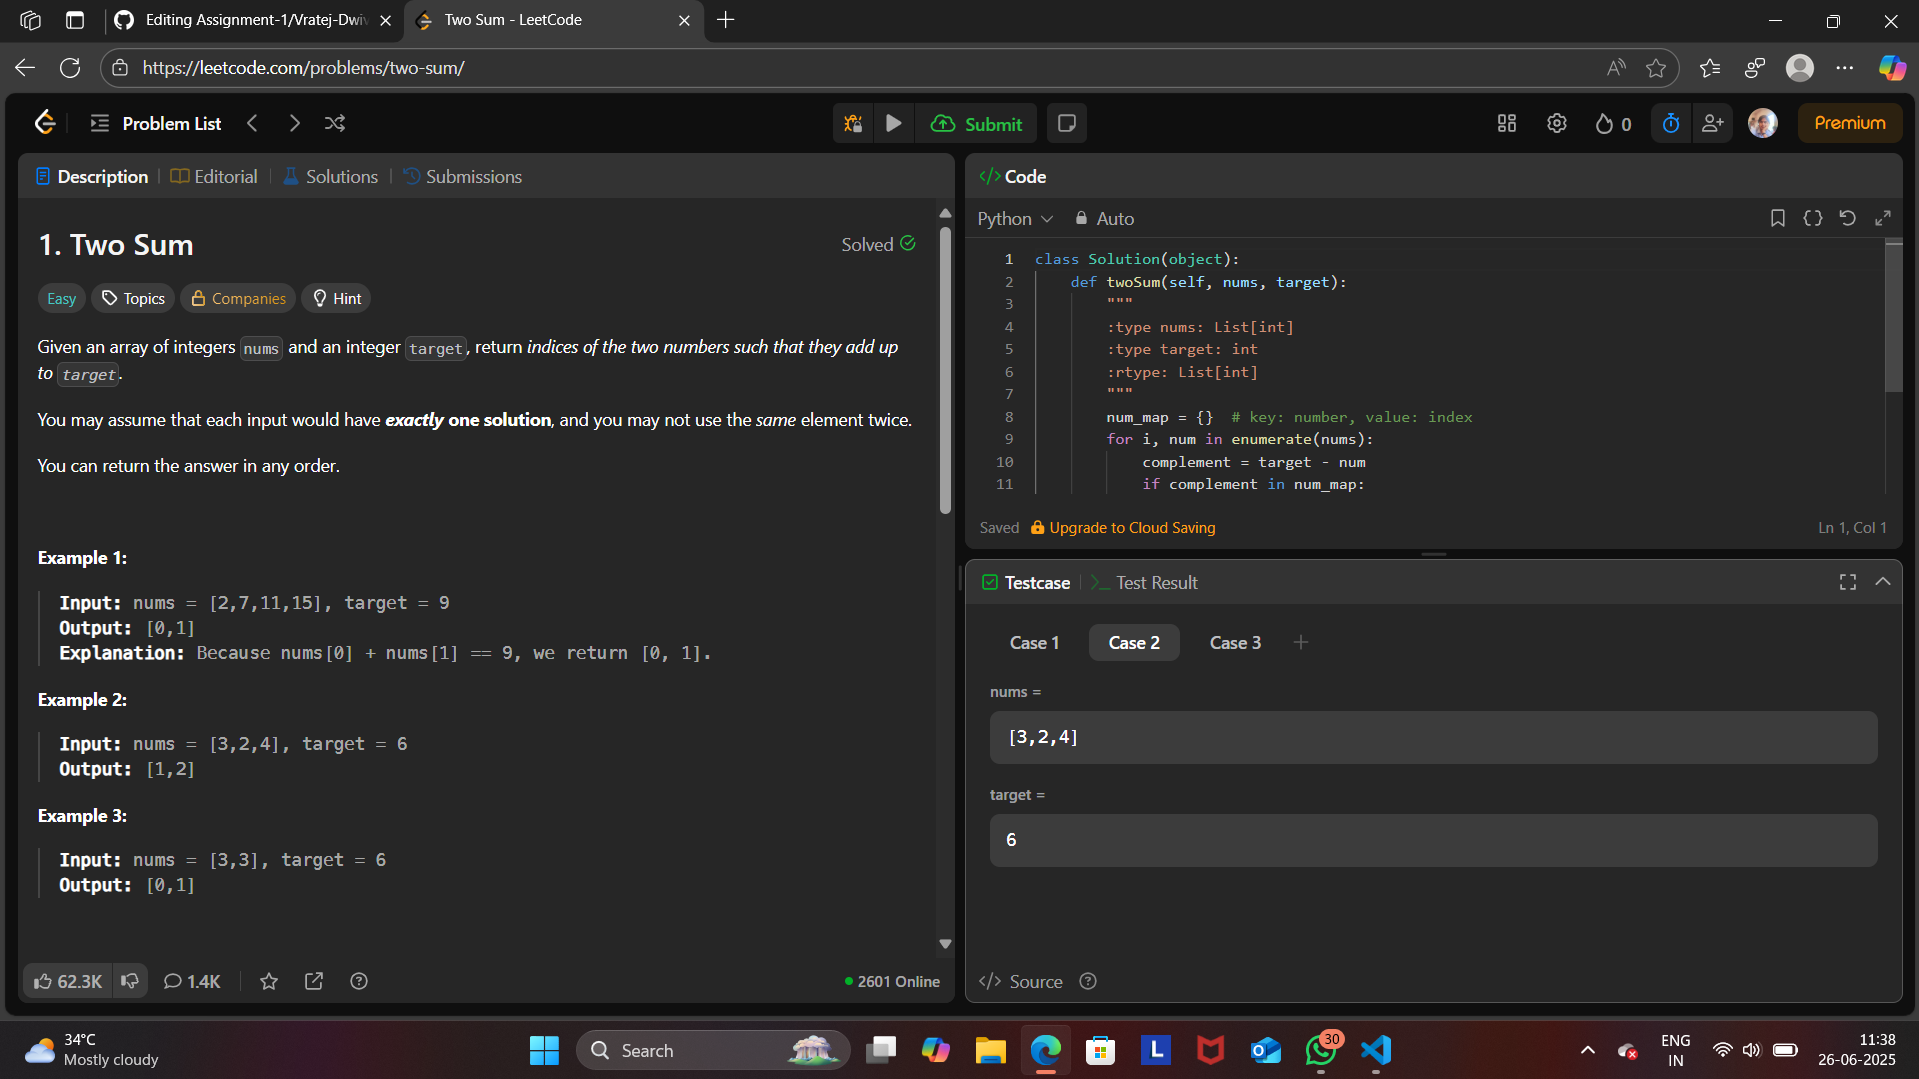 Editing Assignment-1/Vratej-Dwiv
Two Sum - LeetCode
https://leetcode.com/problems/two-sum/
Problem List
Submit
0
Premium
Description
Editorial
Solutions
Submissions
1. Two Sum
Solved
Easy
Topics
Companies
Hint
Given an array of integers nums and an integer target, return indices of the two numbers such that they add up
to target.
You may assume that each input would have exactly one solution, and you may not use the same element twice.
You can return the answer in any order.
Example 1:
Input: nums = [2,7,11,15], target = 9
Output: [0,1]
Explanation: Because nums[0] + nums[1] == 9, we return [0, 1].
Example 2:
Input: nums = [3,2,4], target = 6
Output: [1,2]
Example 3:
Input: nums = [3,3], target = 6
Output: [0,1]
62.3K
1.4K
2601 Online
</> Code
Python
Auto
1 class Solution(object):
2 def twoSum(self, nums, target):
3 """
4 :type nums: List[int]
5 :type target: int
6 :rtype: List[int]
7 """
8 num_map = {}  # key: number, value: index
9 for i, num in enumerate(nums):
10 complement = target - num
11 if complement in num_map:
Saved
Upgrade to Cloud Saving
Ln 1, Col 1
Testcase
Test Result
Case 1
Case 2
Case 3
nums =
[3,2,4]
target =
6
</> Source
34°C
Mostly cloudy
Search
L
30
ENG
IN
11:38
26-06-2025